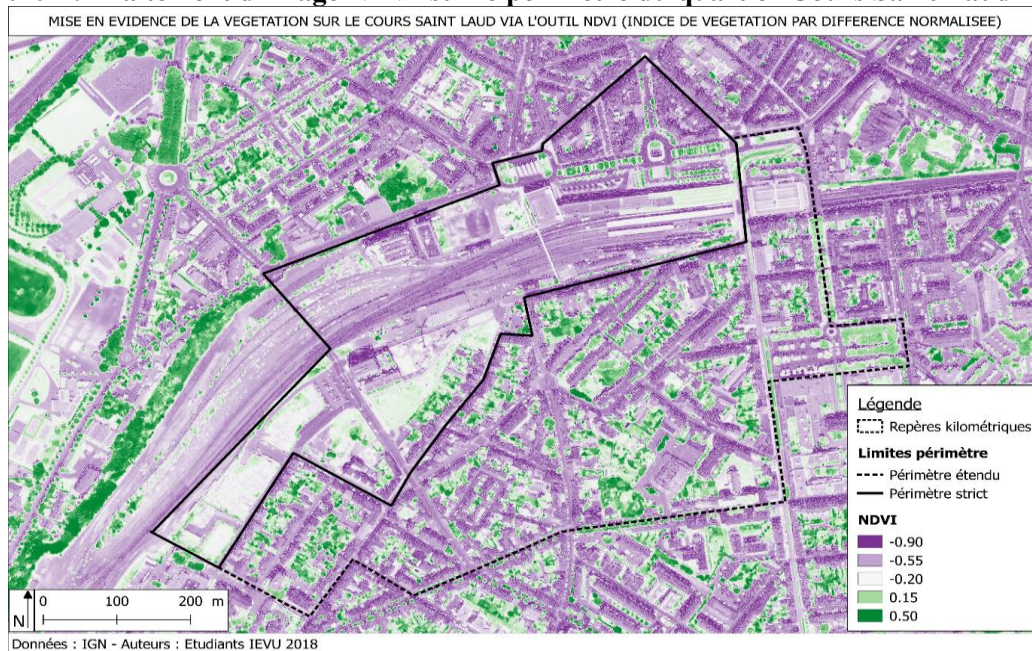 MISE EN EVIDENCE DE LA VEGETATION SUR LE COURS SAINT LAUD VIA L'OUTIL NDVI (INDICE DE VEGETATION PAR DIFFERENCE NORMALISEE)
Légende
Repères kilométriques
Limites périmètre
Périmètre étendu
Périmètre strict
NDVI
-0.90
-0.55
-0.20
0.15
0.50
0 100 200 m
N
Données : IGN - Auteurs : Etudiants IEVU 2018